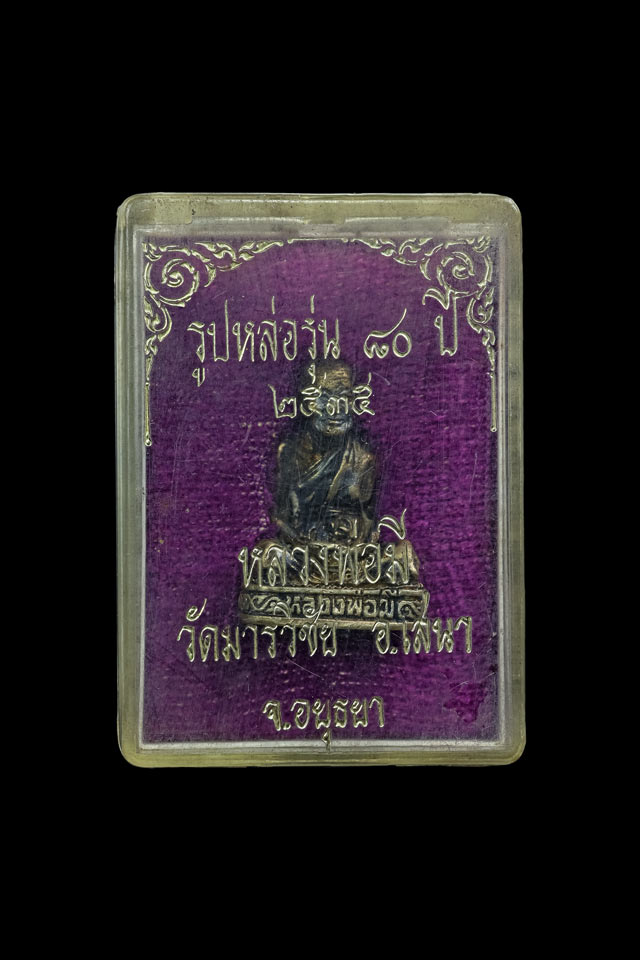 รูปหล่อรุ่น ๘๐ ปี
๒๕๓๕
หลวงพ่อมี
หลวงพ่อมี
วัดมารวิชัย อ.เสนา
จ.อยุธยา